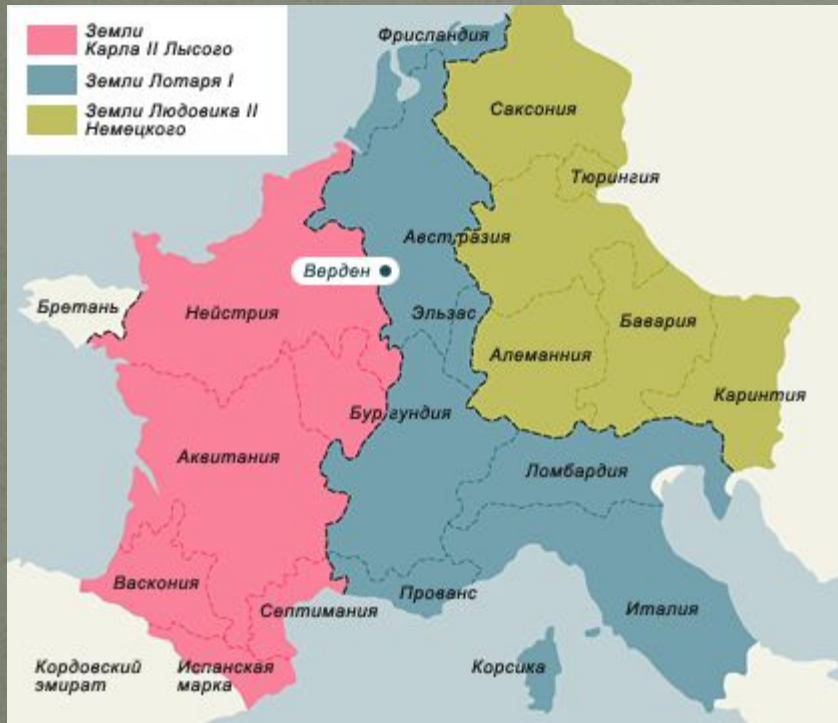 Земли
Карла II Лысого
Земли Лотаря I
Земли Людовика II
Немецкого
Фрисландия
Саксония
Тюрингия
Австразия
Верден
Бретань
Нейстрия
Эльзас
Бавария
Алеманния
Каринтия
Бургундия
Аквитания
Ломбардия
Васкония
Прованс
Септимания
Италия
Кордовский
эмират
Испанская
марка
Корсика